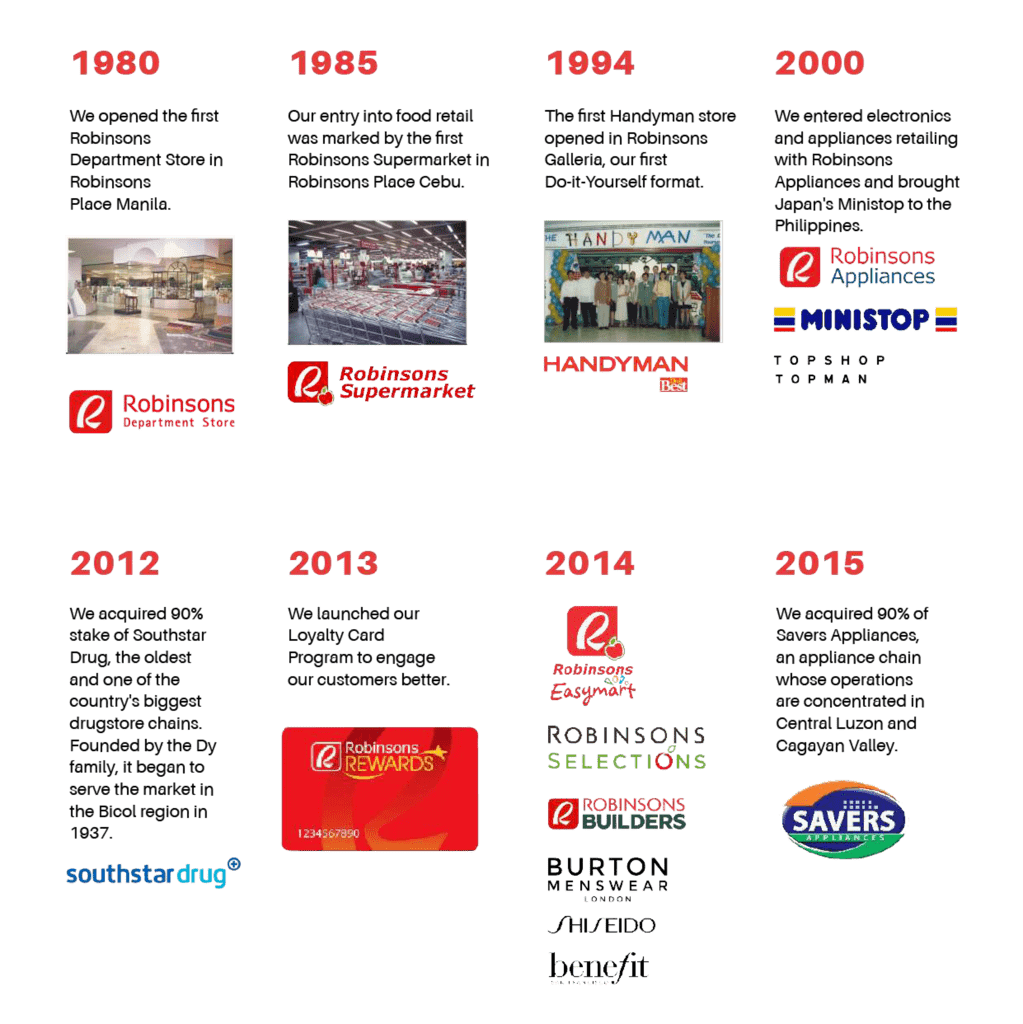 1980
We opened the first
Robinsons
Department Store in
Robinsons
Place Manila.
Robinsons
Department Store
1985
Our entry into food retail
was marked by the first
Robinsons Supermarket in
Robinsons Place Cebu.
Robinsons
Supermarket
1994
The first Handyman store
opened in Robinsons
Galleria, our first
Do-it-Yourself format.
HANDY MAN
HANDYMAN
Best
2000
We entered electronics
and appliances retailing
with Robinsons
Appliances and brought
Japan's Ministop to the
Philippines.
Robinsons
Appliances
MINISTOP
TOPSHOP
TOPMAN
2012
We acquired 90%
stake of Southstar
Drug, the oldest
and one of the
country's biggest
drugstore chains.
Founded by the Dy
family, it began to
serve the market in
the Bicol region in
1937.
southstardrug
2013
We launched our
Loyalty Card
Program to engage
our customers better.
Robinsons
REWARDS
1234567890
2014
Robinsons
Easymart
ROBINSONS
SELECTIONS
ROBINSONS
BUILDERS
BURTON
MENSWEAR
LONDON
SHISEIDO
benefit
2015
We acquired 90% of
Savers Appliances,
an appliance chain
whose operations
are concentrated in
Central Luzon and
Cagayan Valley.
SAVERS
APPLIANCES